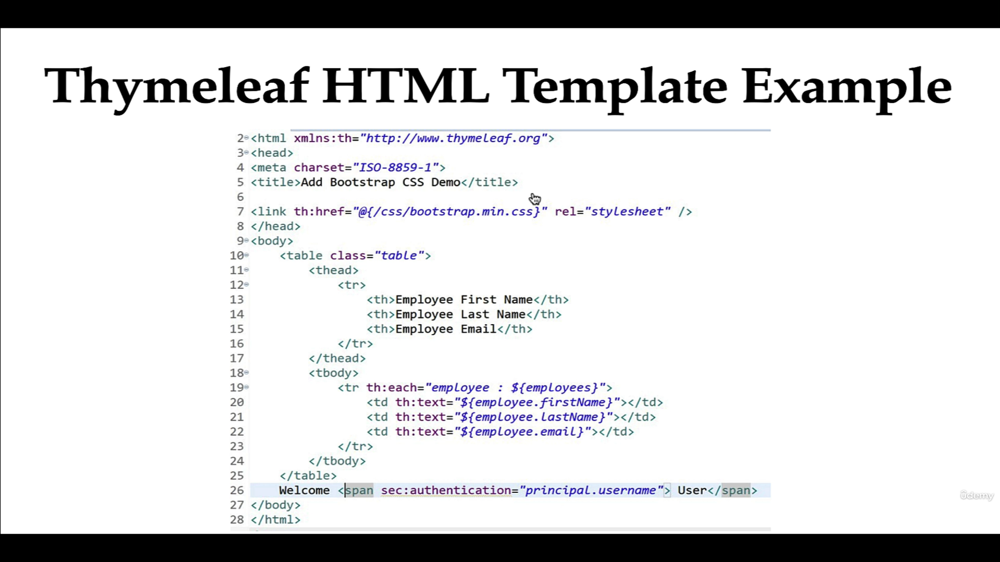 Thymeleaf HTML Template Example
2 <html xmlns:th="http://www.thymeleaf.org">
3 <head>
4 <meta charset="ISO-8859-1">
5 <title>Add Bootstrap CSS Demo</title>
6
7 <link th:href="@{/css/bootstrap.min.css}" rel="stylesheet" />
8 </head>
9 <body>
10     <table class="table">
11         <thead>
12             <tr>
13                 <th>Employee First Name</th>
14                 <th>Employee Last Name</th>
15                 <th>Employee Email</th>
16             </tr>
17         </thead>
18         <tbody>
19             <tr th:each="employee : ${employees}">
20                 <td th:text="${employee.firstName}"></td>
21                 <td th:text="${employee.lastName}"></td>
22                 <td th:text="${employee.email}"></td>
23             </tr>
24         </tbody>
25     </table>
26     Welcome <span sec:authentication="principal.username"> User</span>
27 </body>
28 </html>
ûdemy